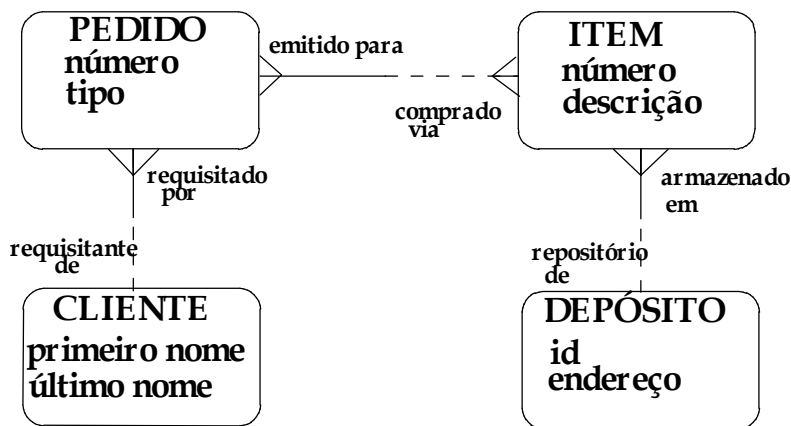 PEDIDO
número
tipo
emitido para
comprado
via
ITEM
número
descrição
requisitado
por
requisitante
de
armazenado
em
repositório
de
CLIENTE
primeiro nome
último nome
DEPÓSITO
id
endereço